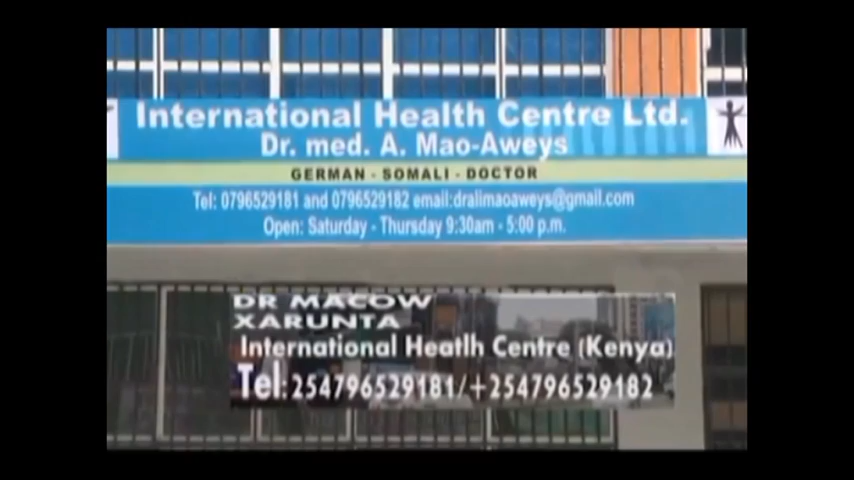 International Health Centre Ltd.
Dr. med. A. Mao-Aweys
GERMAN - SOMALI - DOCTOR
Tel: 0796529181 and 0796529182 email:dralimaoaweys@gmail.com
Open: Saturday - Thursday 9:30am - 5:00 p.m.
DR MACOW
XARUNTA
International Heatlh Centre (Kenya)
Tel:254796529181/+254796529182